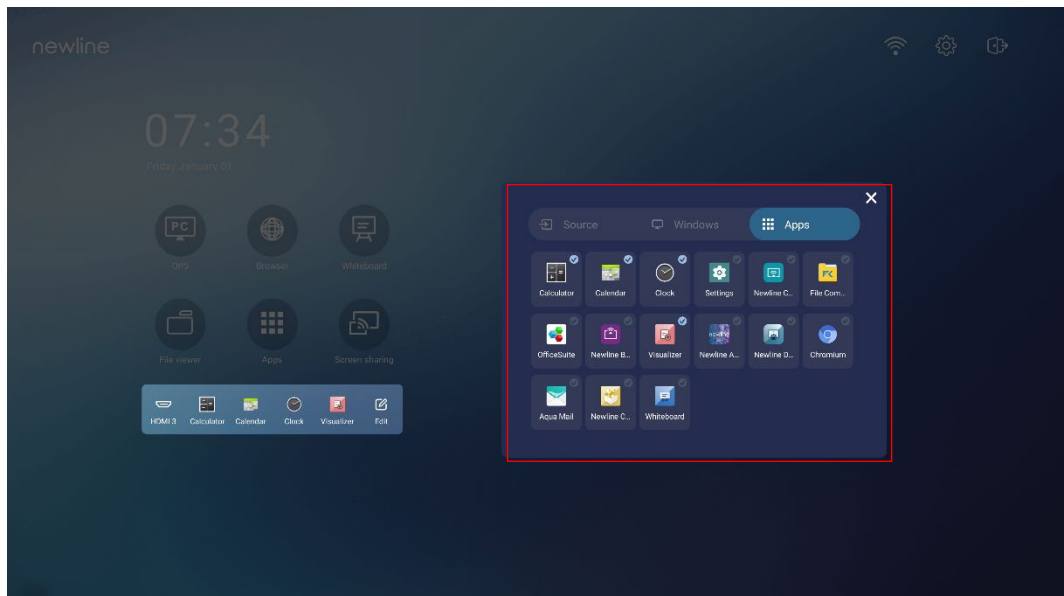 newline
07:34
Friday January 01
PC
OPS
Browser
Whiteboard
File viewer
Apps
Screen sharing
HDMI 3
Calculator
Calendar
Clock
Visualizer
Edit
Source
Windows
Apps
Calculator
Calendar
Clock
Settings
Newline C...
File Com...
OfficeSuite
Newline B...
Visualizer
Newline A...
Newline D...
Chromium
Aqua Mail
Newline C...
Whiteboard